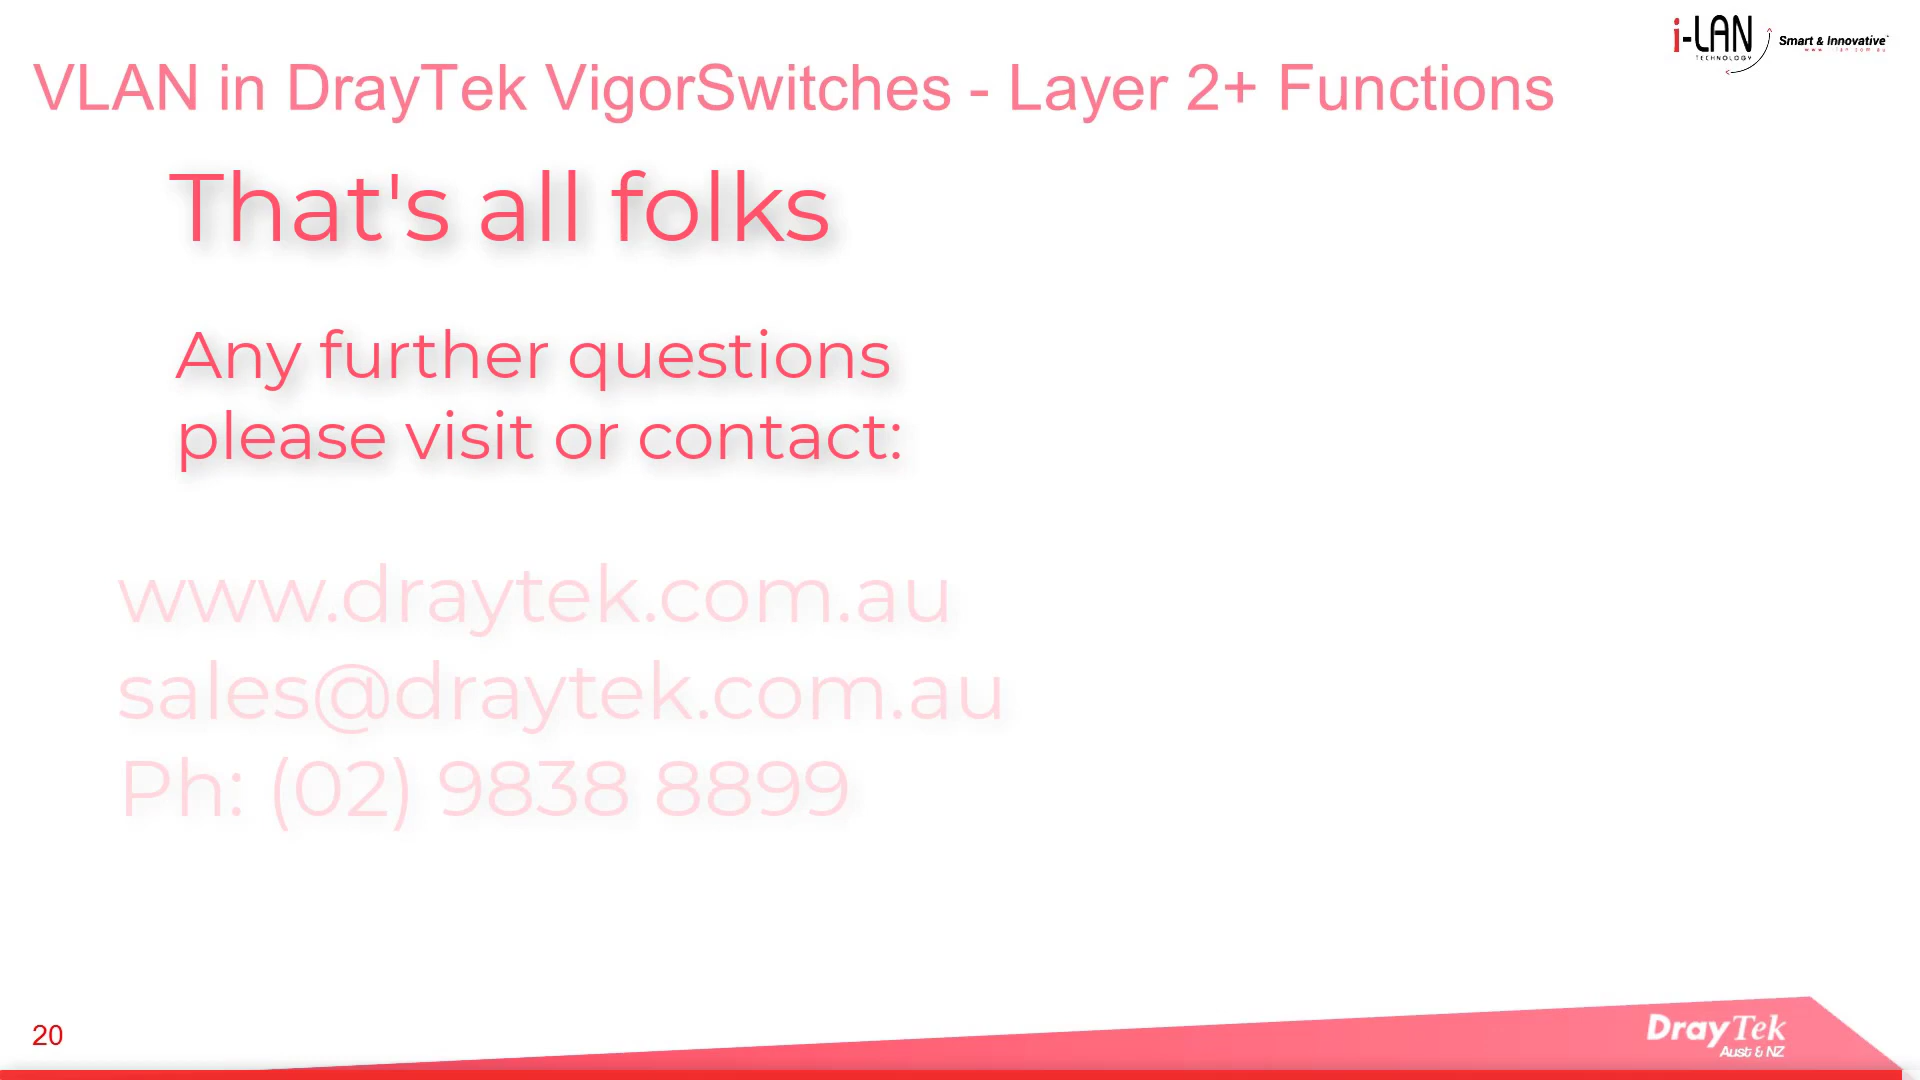 i-LAN
TECHNOLOGY
Smart & Innovative
VLAN in DrayTek VigorSwitches - Layer 2+ Functions
That's all folks
Any further questions
please visit or contact:
www.draytek.com.au
sales@draytek.com.au
Ph: (02) 9838 8899
20
DrayTek
Aust & NZ